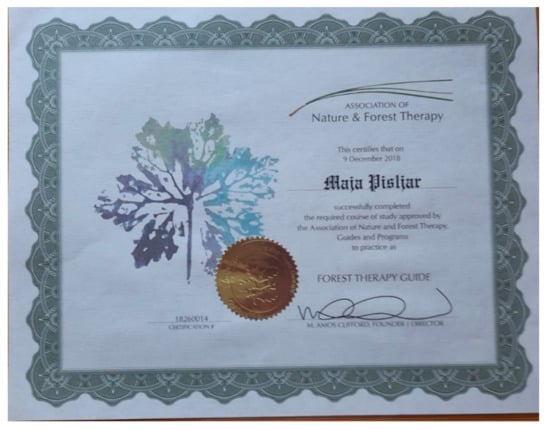 ASSOCIATION OF
Nature & Forest Therapy
This certifies that on
9 December 2018
Maja Pisljar
successfully completed
the required course of study approved by
the Association of Nature and Forest Therapy,
Guides and Programs
to practice as
FOREST THERAPY GUIDE
18260014
CERTIFICATION #
M. AMOS CLIFFORD, FOUNDER | DIRECTOR